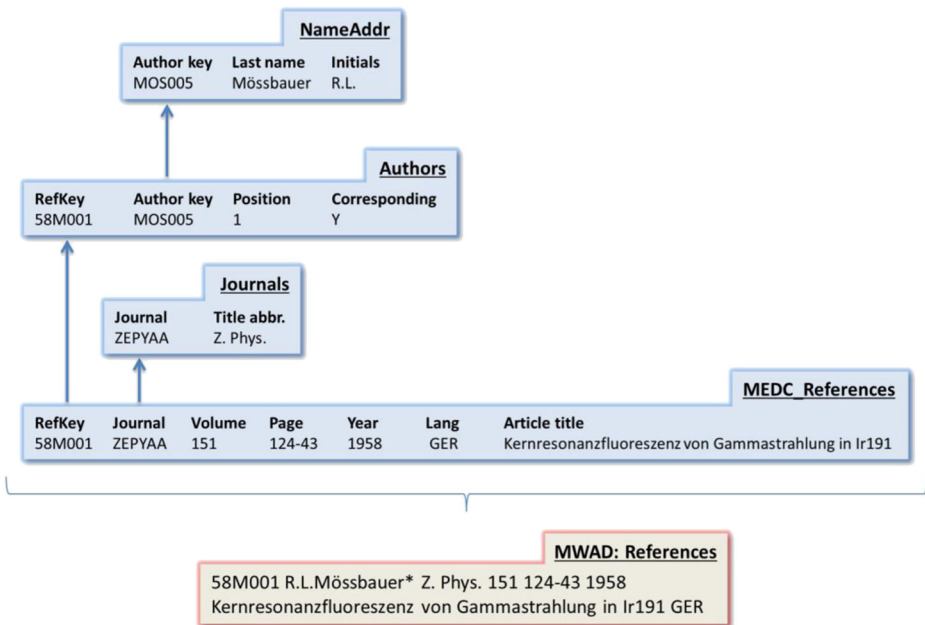 NameAddr
Author key Last name Initials
MOS005 Mössbauer R.L.
Authors
RefKey Author key Position Corresponding
58M001 MOS005 1 Y
Journals
Journal Title abbr.
ZEPYAA Z. Phys.
MEDC_References
RefKey Journal Volume Page Year Lang Article title
58M001 ZEPYAA 151 124-43 1958 GER Kernresonanzfluoreszenz von Gammastrahlung in Ir191
MWAD: References
58M001 R.L.Mössbauer* Z. Phys. 151 124-43 1958
Kernresonanzfluoreszenz von Gammastrahlung in Ir191 GER